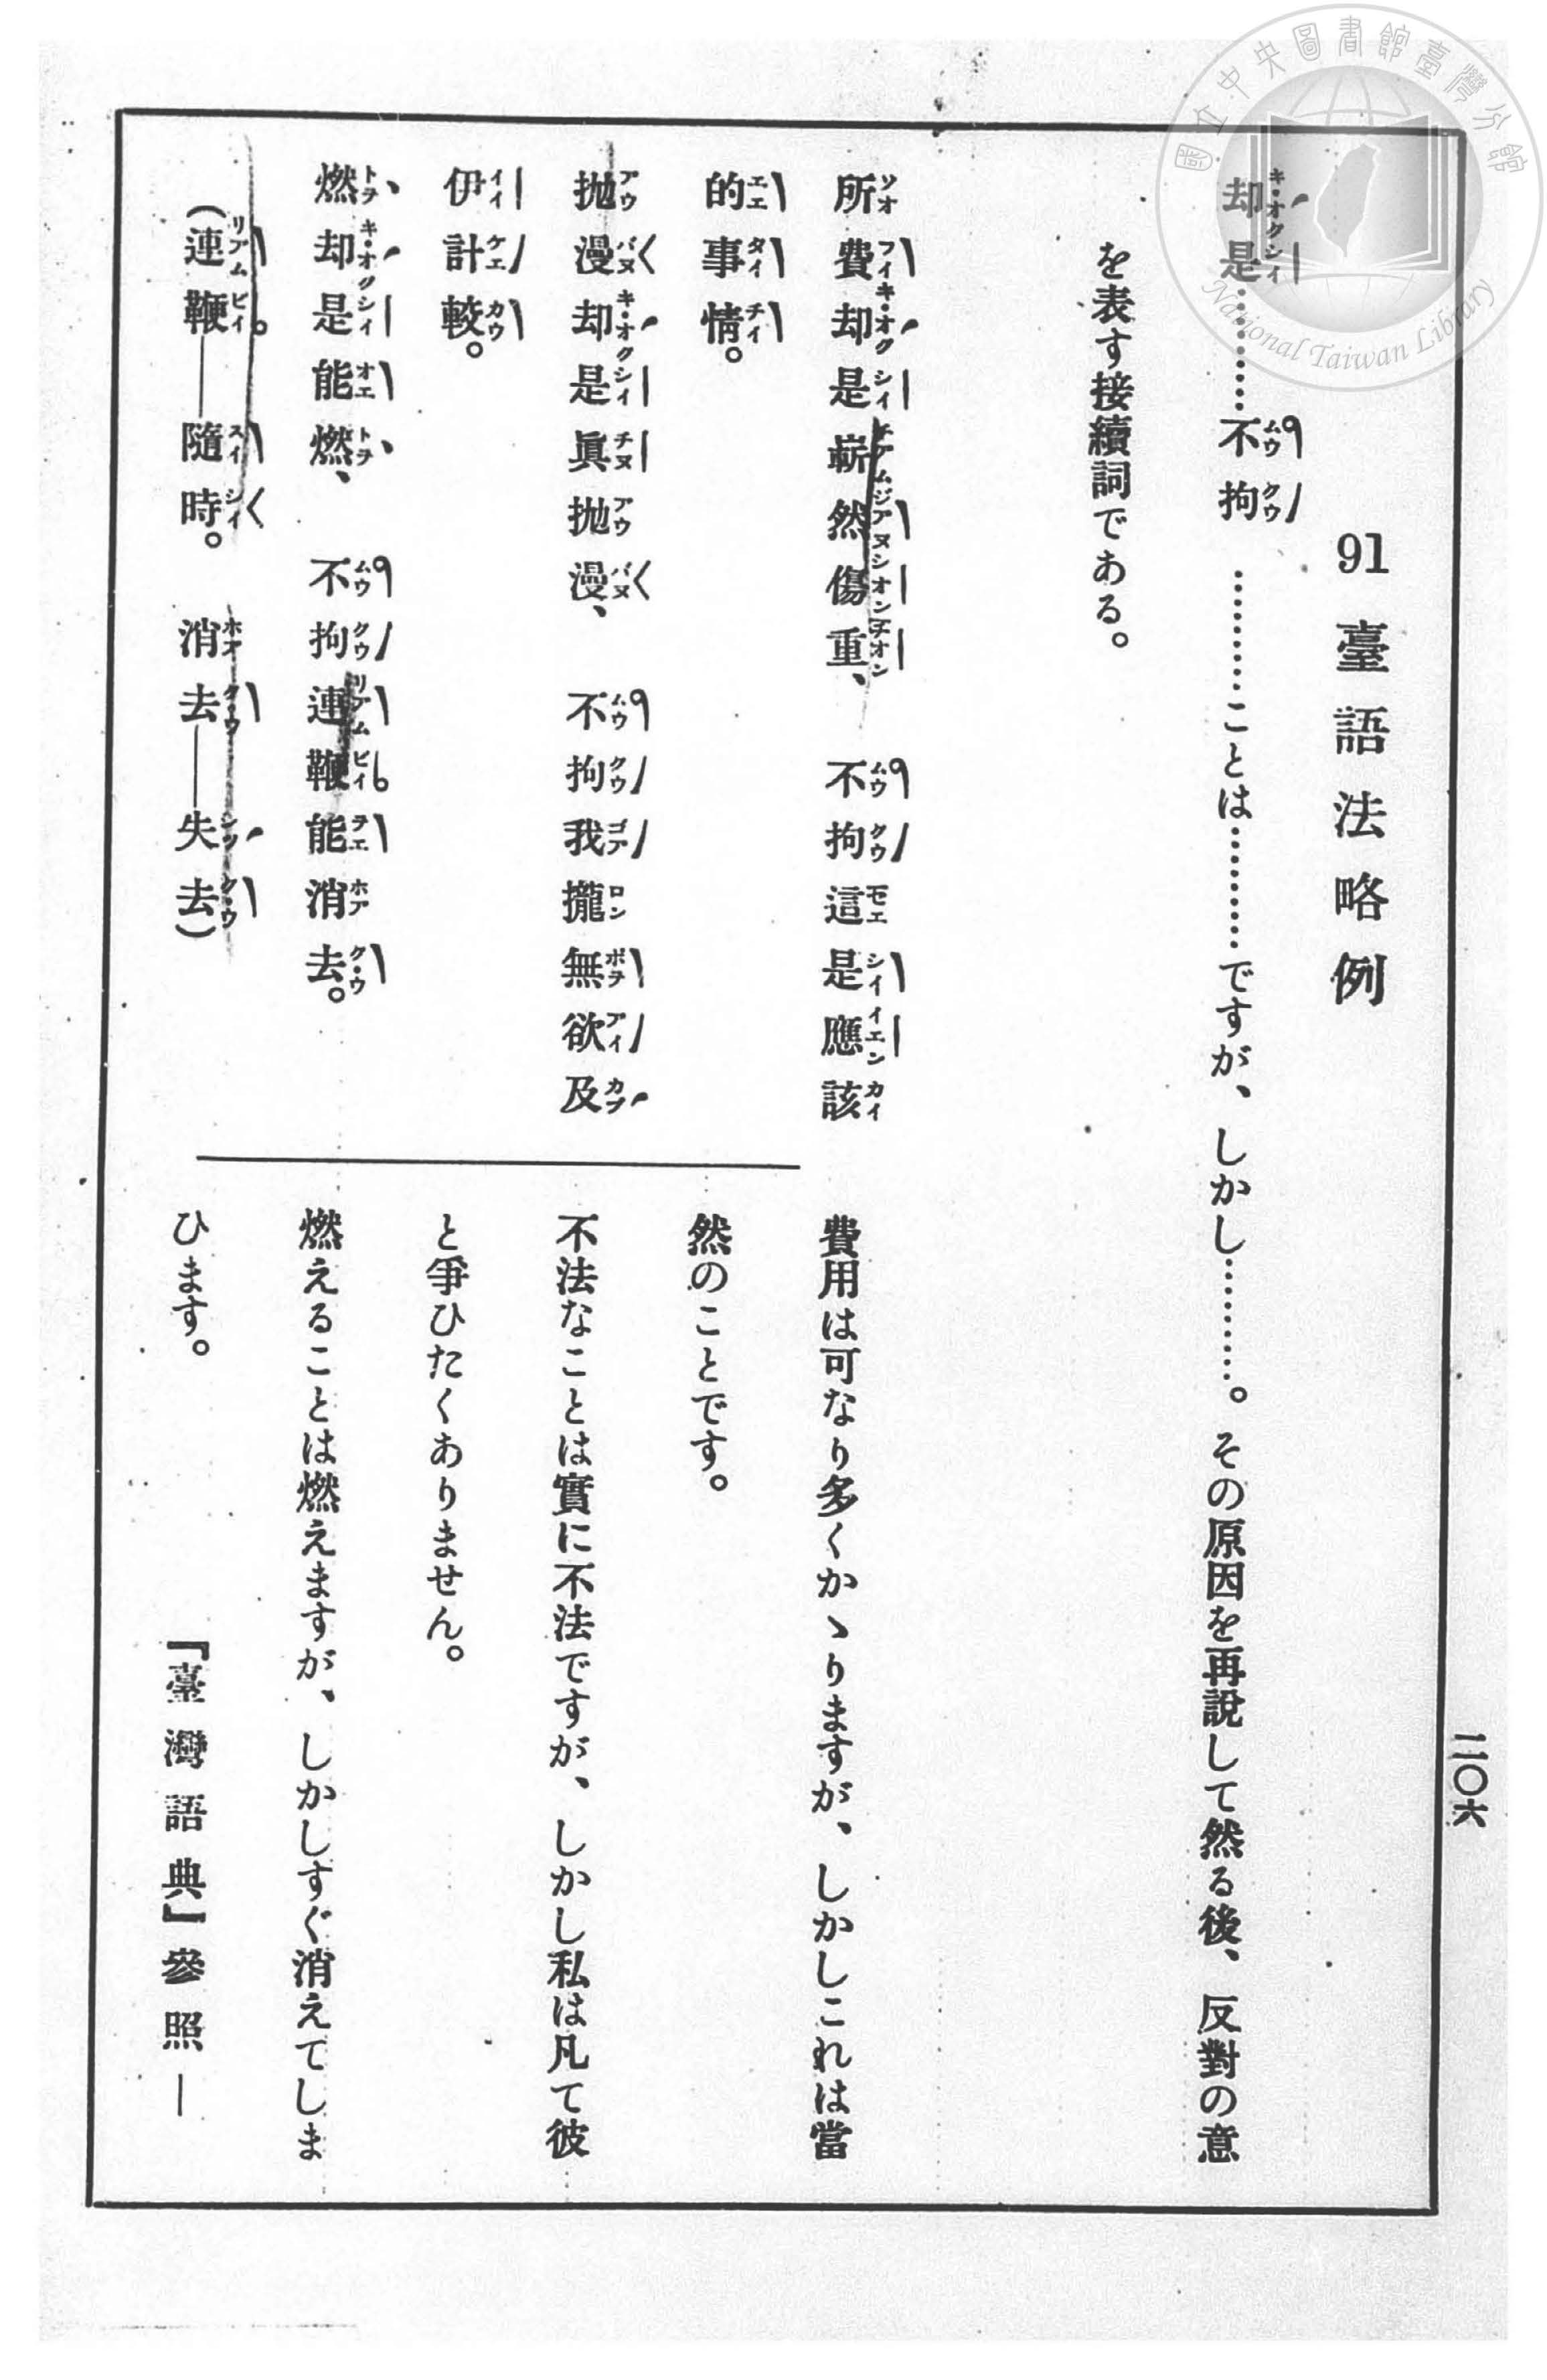 國立中央圖書館臺灣分館
National Taiwan Library
二〇六
91 臺語法略例
却是…………不拘…………ことは…………ですが、しかし…………。その原因を再說して然る後、反對の意
を表す接續詞である。
所費却是嶄然傷重、不拘這是應該
的事情。
拋漫却是眞拋漫、不拘我攏無欲及
伊計較。
燃却是能燃、不拘連鞭能消去。
(連鞭——隨時。消去——失去)
費用は可なり多くかゝりますが、しかしこれは當
然のことです。
不法なことは實に不法ですが、しかし私は凡て彼
と爭ひたくありません。
燃えることは燃えますが、しかしすぐ消えてしま
ひます。
『臺灣語典』參照—